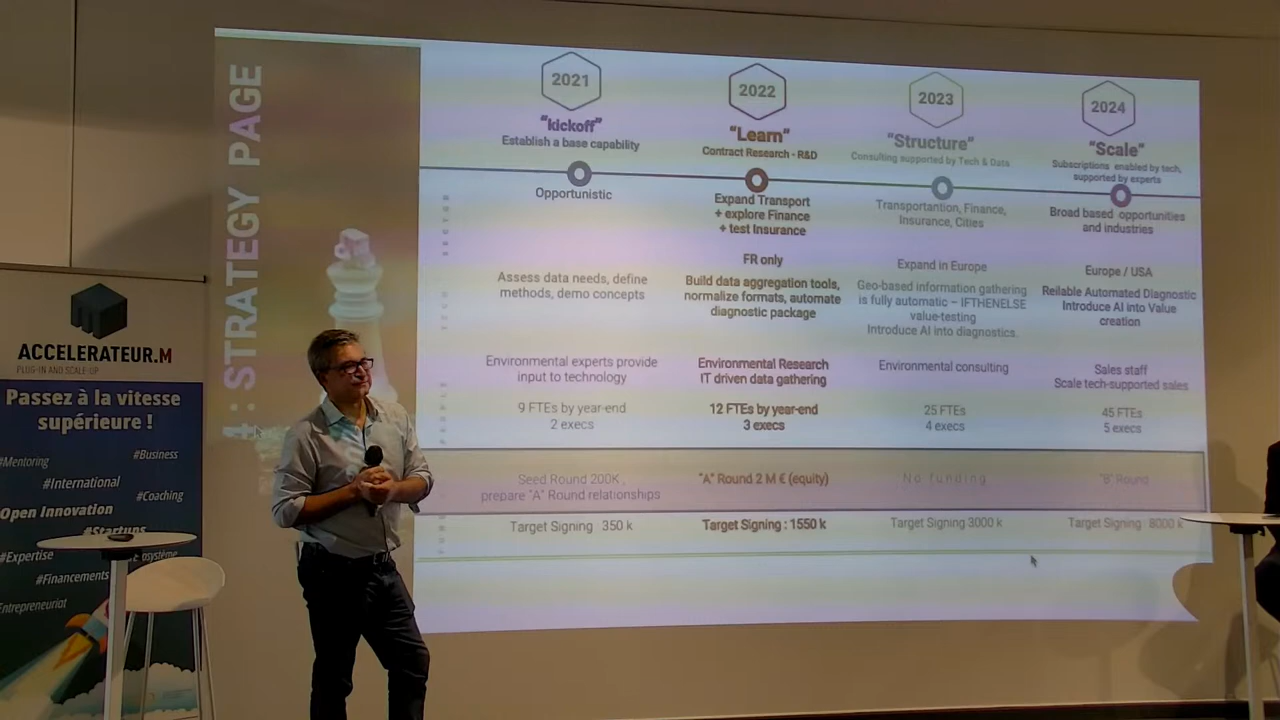 4 : STRATEGY PAGE
2021
"kickoff"
Establish a base capability
Opportunistic
Assess data needs, define
methods, demo concepts
Environmental experts provide
input to technology
9 FTEs by year-end
2 execs
Seed Round 200K ,
prepare "A" Round relationships
Target Signing 350 k
2022
"Learn"
Contract Research - R&D
Expand Transport
+ explore Finance
+ test Insurance
FR only
Build data aggregation tools,
normalize formats, automate
diagnostic package
Environmental Research
IT driven data gathering
12 FTEs by year-end
3 execs
"A" Round 2 M € (equity)
Target Signing : 1550 k
2023
"Structure"
Consulting supported by Tech & Data
Transportantion, Finance,
Insurance, Cities
Expand in Europe
Geo-based information gathering
is fully automatic – IFTHENELSE
value-testing
Introduce AI into diagnostics.
Environmental consulting
25 FTEs
4 execs
No funding
Target Signing 3000 k
2024
"Scale"
Subscriptions enabled by tech,
supported by experts
Broad based opportunities
and industries
Europe / USA
Reliable Automated Diagnostic
Introduce AI into Value
creation
Sales staff
Scale tech-supported sales
45 FTEs
5 execs
"B" Round
Target Signing 8000 k
SECTOR
TECH
PEOPLE
ACCELERATEUR.M
PLUG-IN AND SCALE-UP
Passez à la vitesse
supérieure !
#Mentoring
#Business
#International
#Coaching
Open Innovation
#Startups
#Expertise
#Financements
Entrepreneuriat